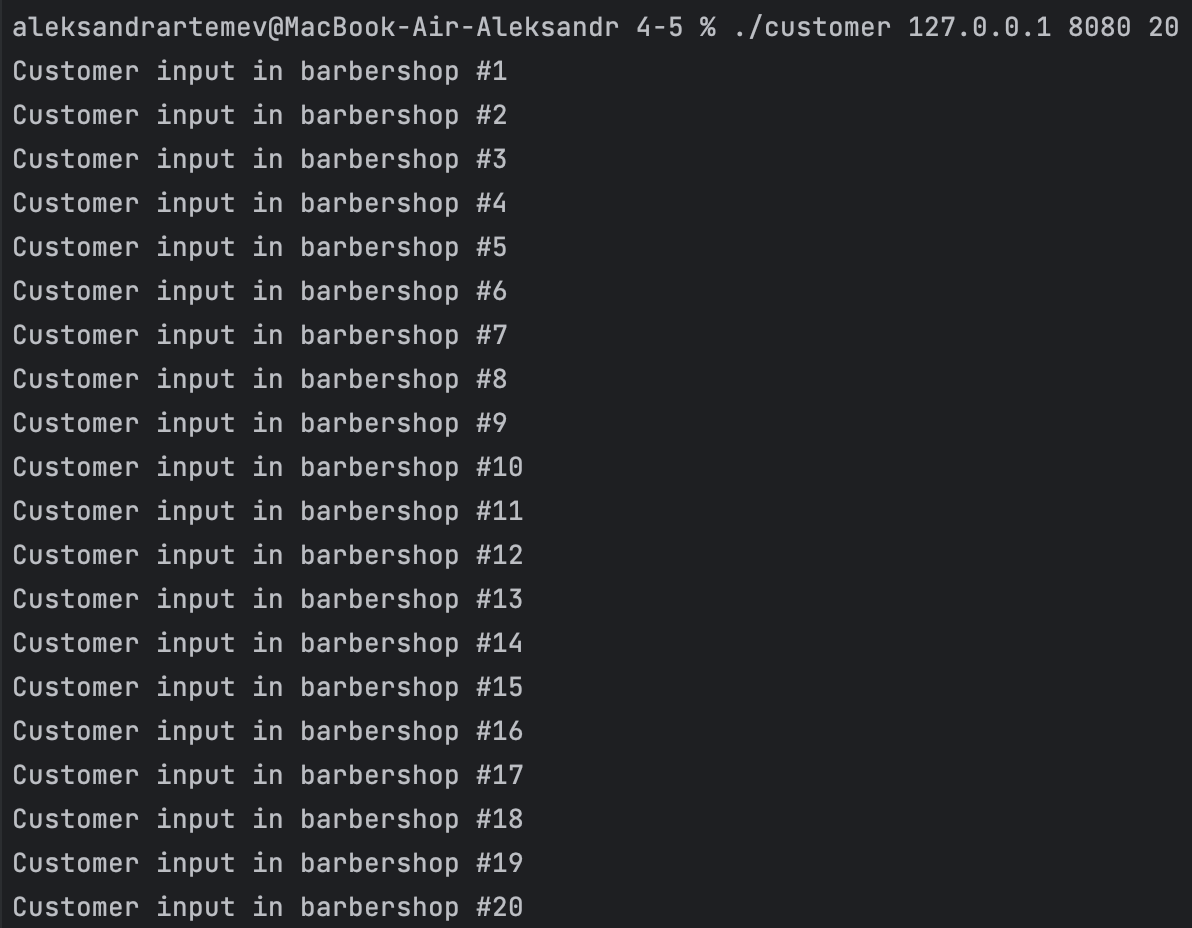 aleksandrartemev@MacBook-Air-Aleksandr 4-5 % ./customer 127.0.0.1 8080 20
Customer input in barbershop #1
Customer input in barbershop #2
Customer input in barbershop #3
Customer input in barbershop #4
Customer input in barbershop #5
Customer input in barbershop #6
Customer input in barbershop #7
Customer input in barbershop #8
Customer input in barbershop #9
Customer input in barbershop #10
Customer input in barbershop #11
Customer input in barbershop #12
Customer input in barbershop #13
Customer input in barbershop #14
Customer input in barbershop #15
Customer input in barbershop #16
Customer input in barbershop #17
Customer input in barbershop #18
Customer input in barbershop #19
Customer input in barbershop #20